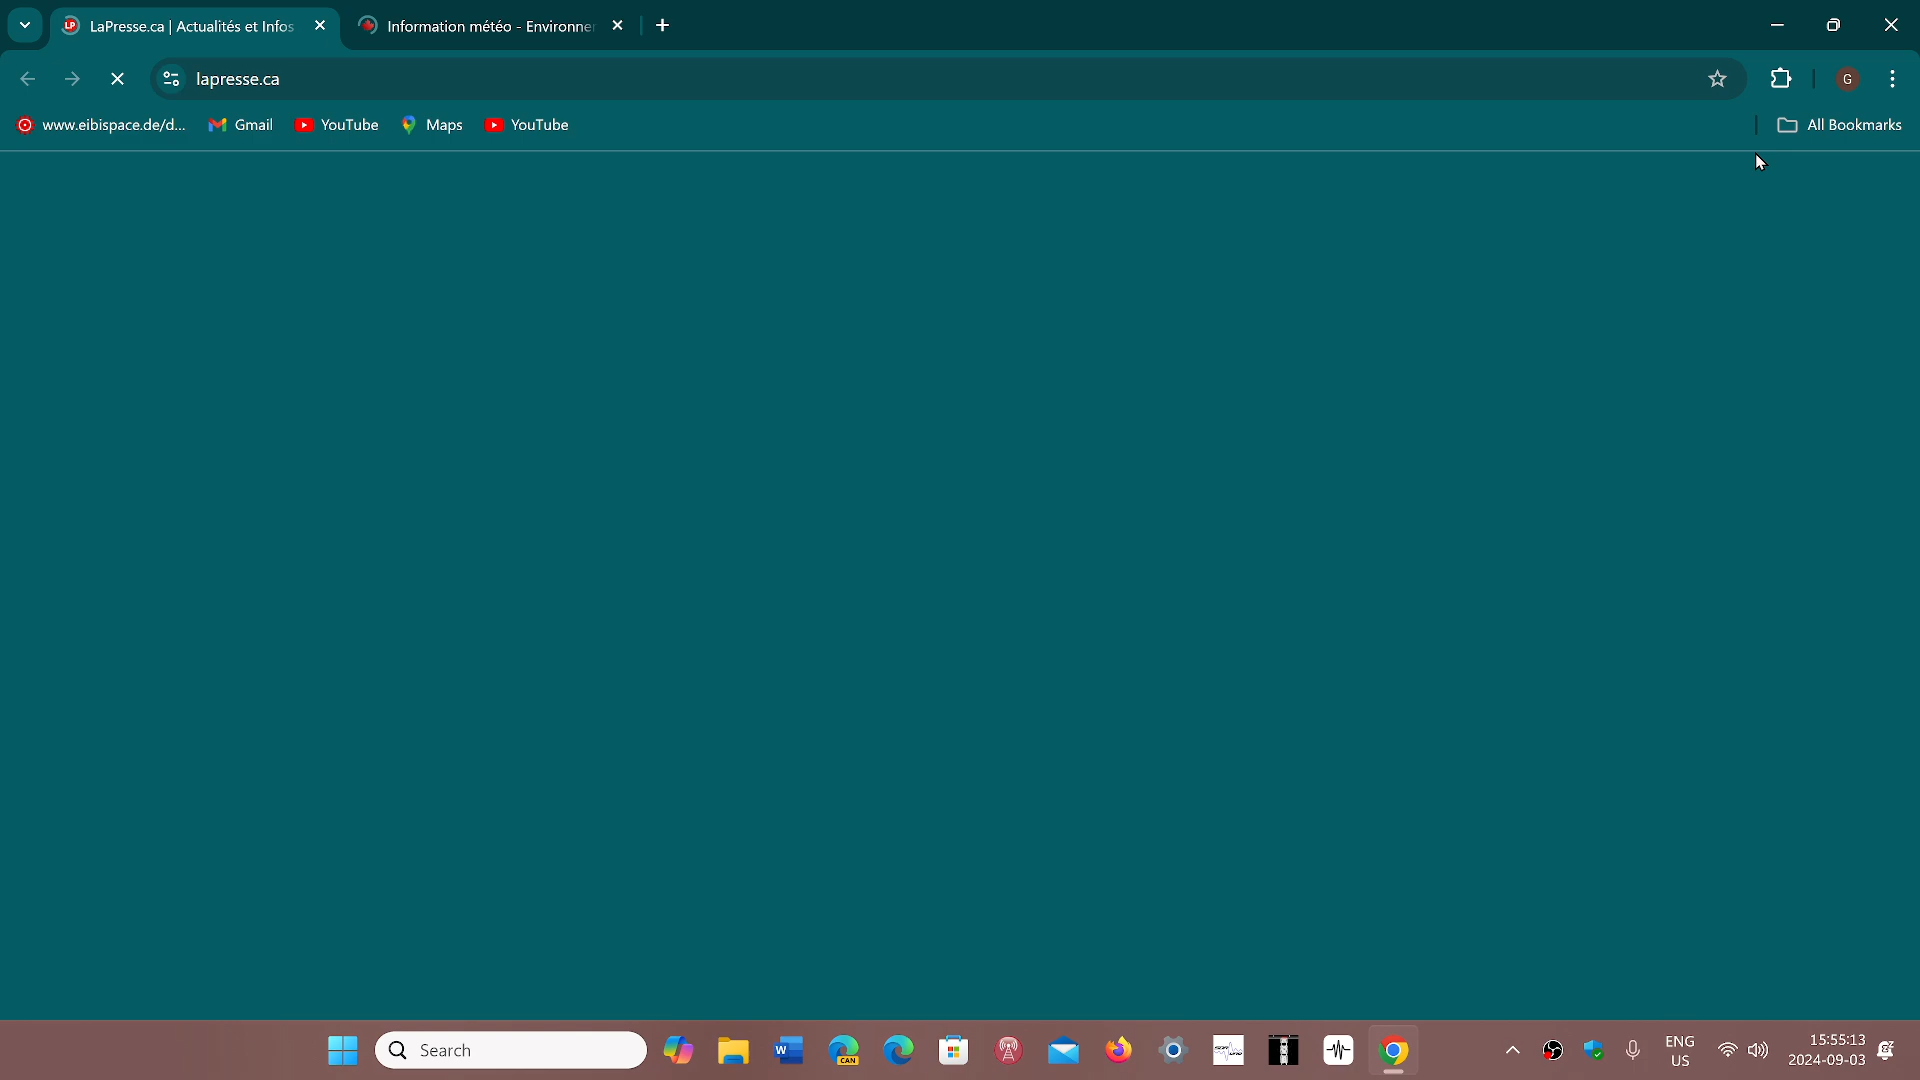 LaPresse.ca | Actualités et Infos
Information météo - Environne
lapresse.ca
G
www.eibispace.de/d...
Gmail
YouTube
Maps
YouTube
All Bookmarks
Search
CAN
ENG
US
15:55:13
2024-09-03